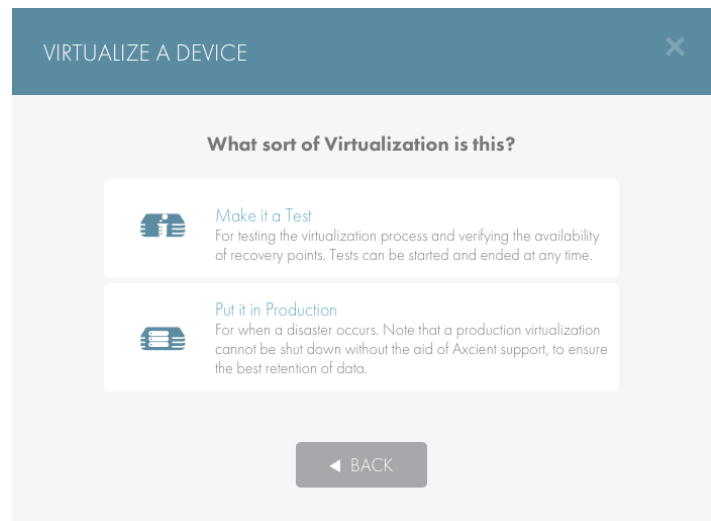 VIRTUALIZE A DEVICE
What sort of Virtualization is this?
Make it a Test
For testing the virtualization process and verifying the availability
of recovery points. Tests can be started and ended at any time.
Put it in Production
For when a disaster occurs. Note that a production virtualization
cannot be shut down without the aid of Axcient support, to ensure
the best retention of data.
BACK